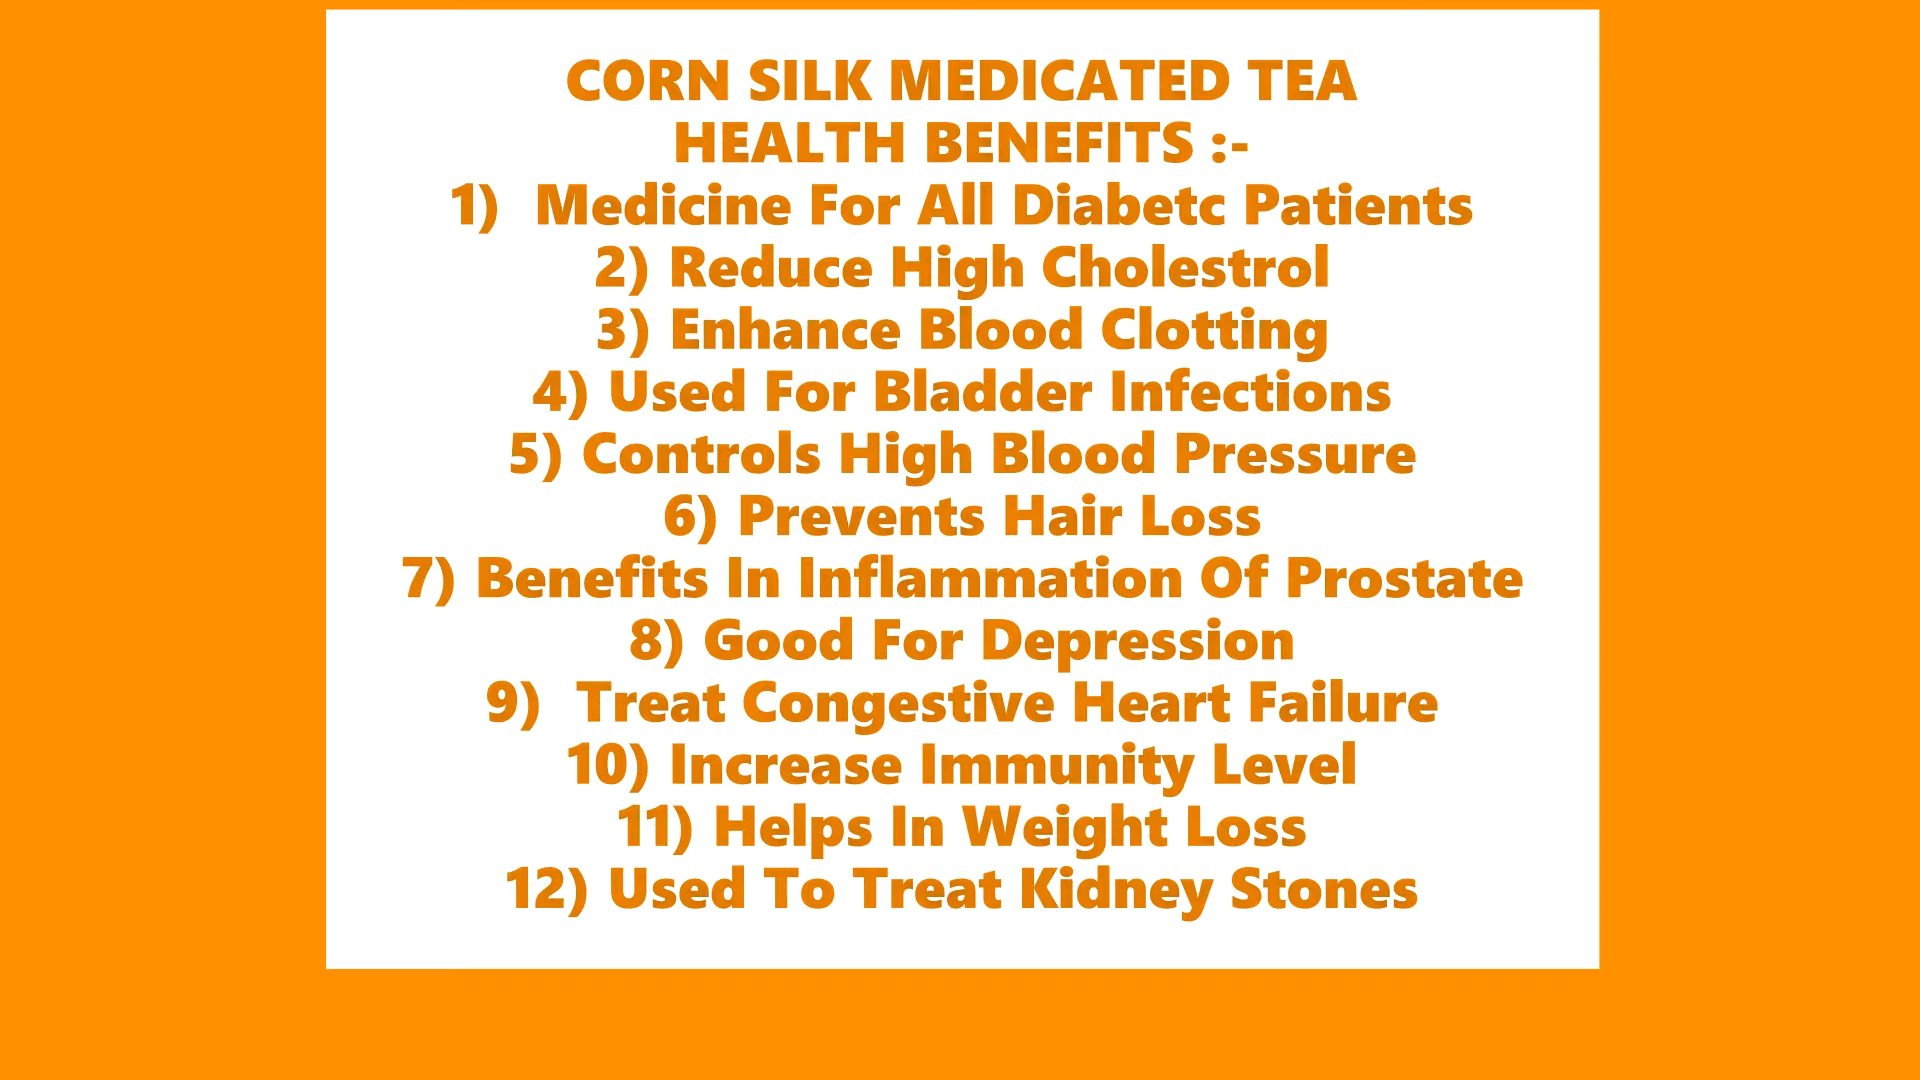 CORN SILK MEDICATED TEA
HEALTH BENEFITS :-
1) Medicine For All Diabetc Patients
2) Reduce High Cholestrol
3) Enhance Blood Clotting
4) Used For Bladder Infections
5) Controls High Blood Pressure
6) Prevents Hair Loss
7) Benefits In Inflammation Of Prostate
8) Good For Depression
9) Treat Congestive Heart Failure
10) Increase Immunity Level
11) Helps In Weight Loss
12) Used To Treat Kidney Stones